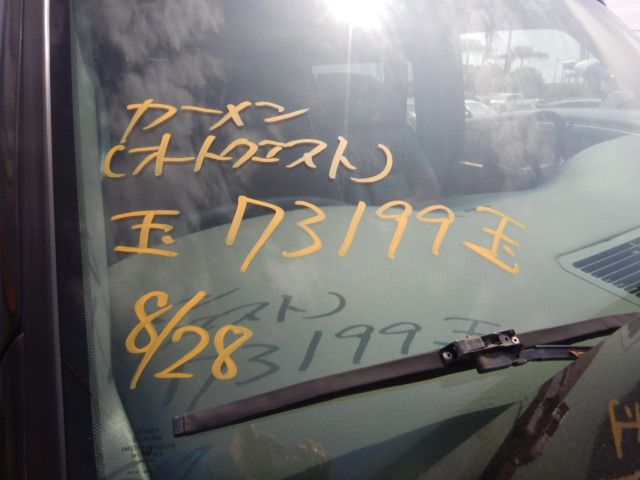 カーメン
(オートクエスト)
玉 73199 玉
8/28